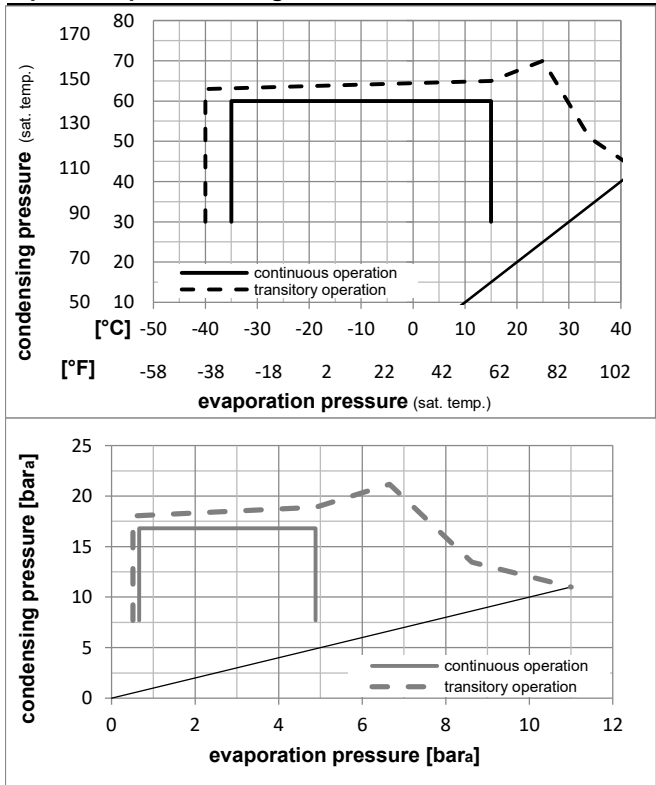 condensing pressure (sat. temp.)
170 80
150 70
130 60
110 50
90 40
70 30
50 20
10
continuous operation
transitory operation
[°C] -50 -40 -30 -20 -10 0 10 20 30 40
[°F] -58 -38 -18 2 22 42 62 82 102
evaporation pressure (sat. temp.)
condensing pressure [bara]
25
20
15
10
5
0
continuous operation
transitory operation
0 2 4 6 8 10 12
evaporation pressure [bara]